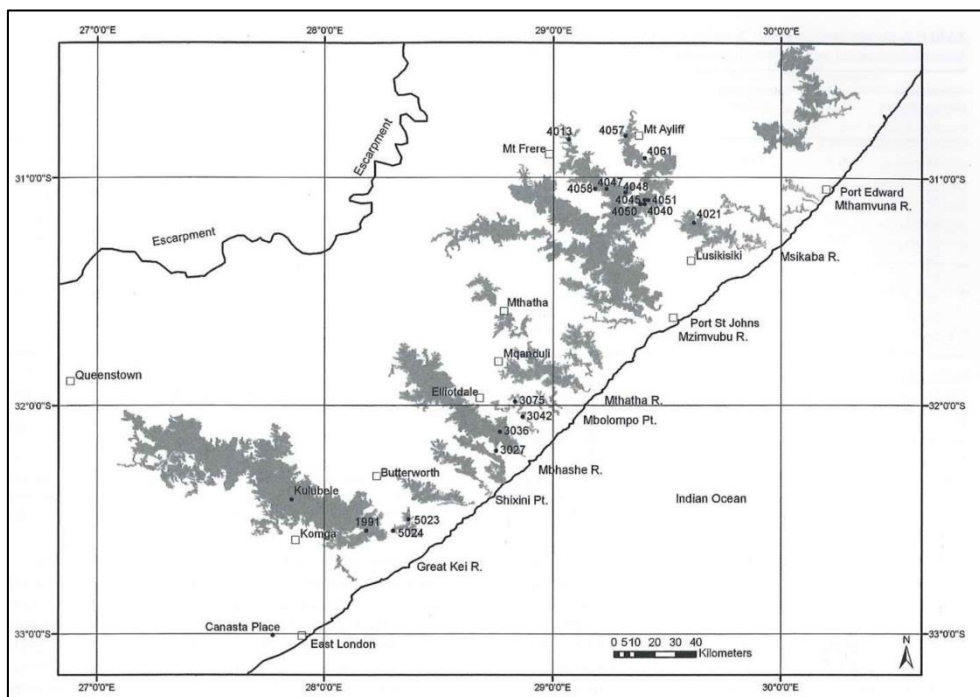 27°0'0"E
28°0'0"E
29°0'0"E
30°0'0"E
Escarpment
Escarpment
4013
4057
Mt Ayliff
Mt Frere
4061
31°0'0"S
31°0'0"S
4058
4047
4048
4045
4051
4050
4040
4021
Port Edward
Mthamvuna R.
Lusikisiki
Msikaba R.
Mthatha
Port St Johns
Mzimvubu R.
Mqanduli
Queenstown
Elliotdale
32°0'0"S
32°0'0"S
3075
Mthatha R.
3042
Mbolompo Pt.
3036
3027
Mbhashe R.
Butterworth
Shixini Pt.
Indian Ocean
Kulubele
1991
5023
5024
Komga
Great Kei R.
Canasta Place
33°0'0"S
33°0'0"S
East London
0 5 10 20 30 40
Kilometers
N
27°0'0"E
28°0'0"E
29°0'0"E
30°0'0"E